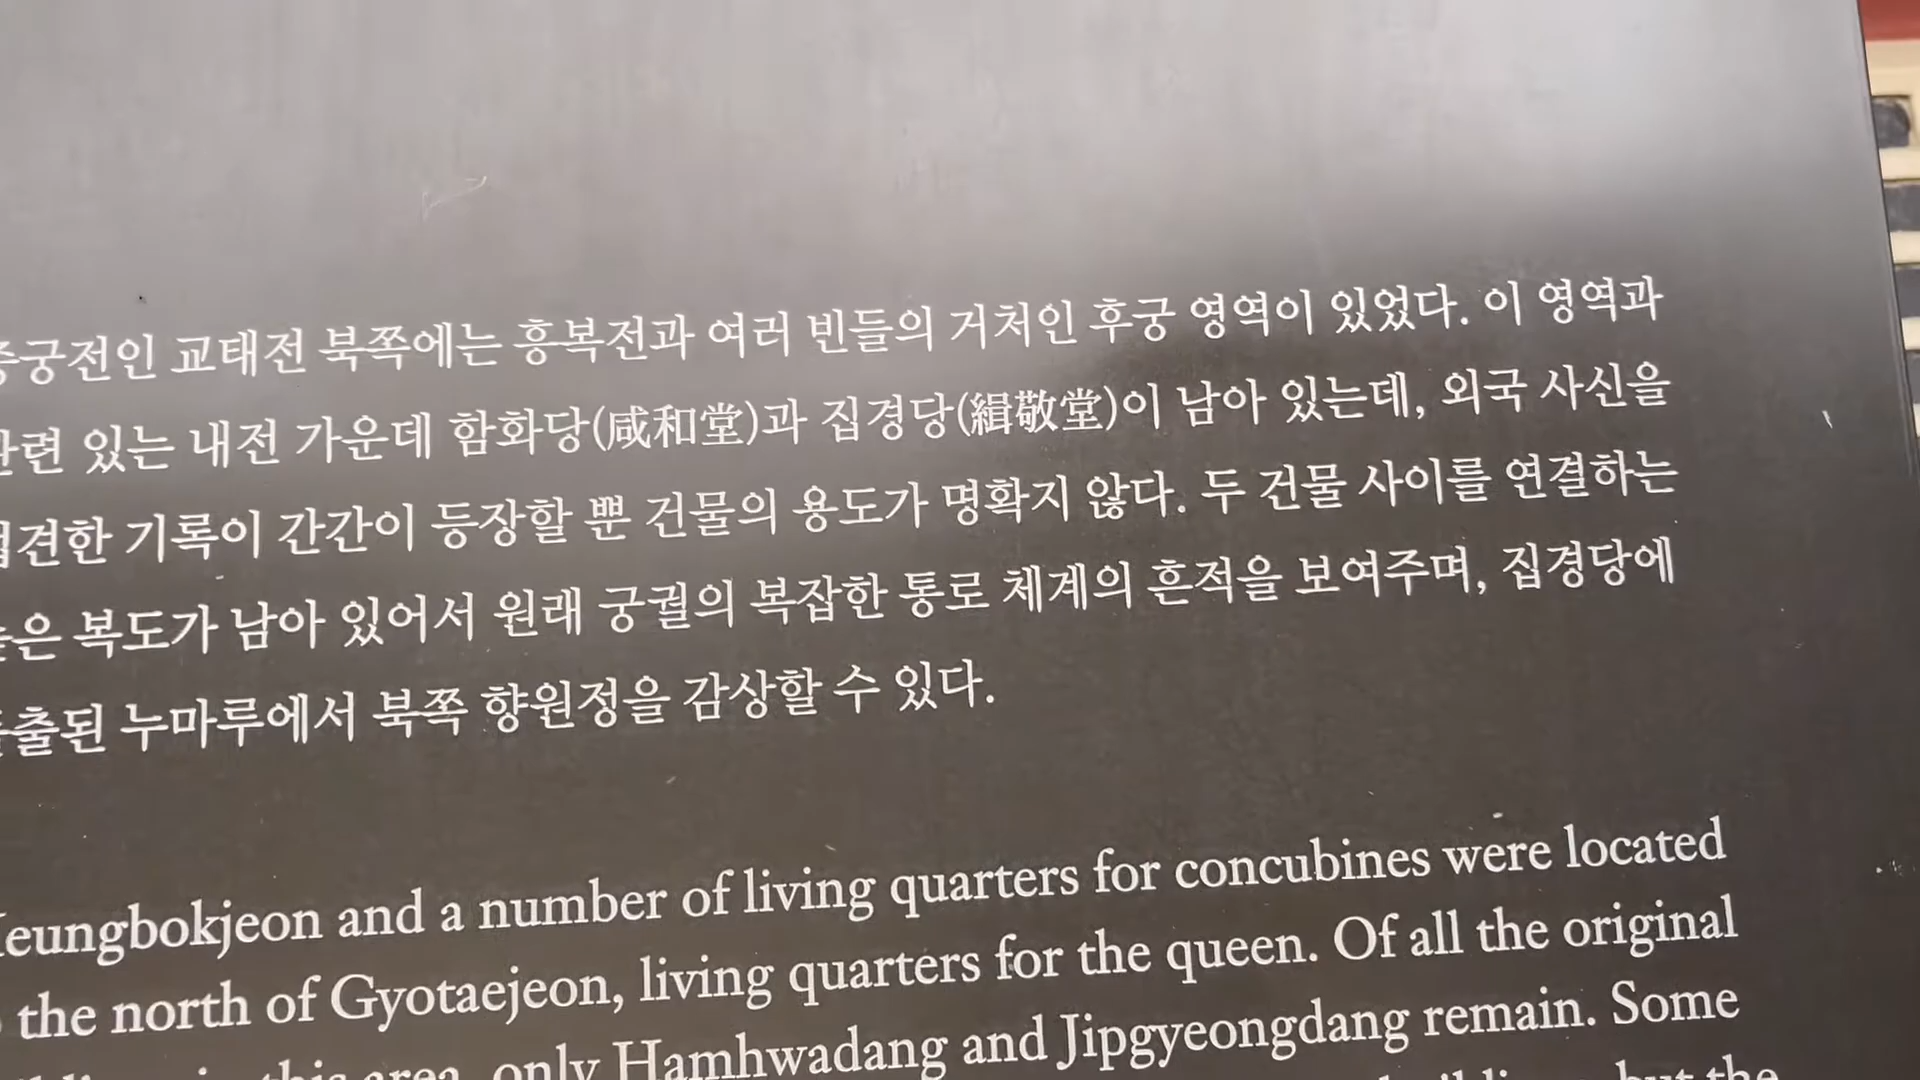 중궁전인 교태전 북쪽에는 흥복전과 여러 빈들의 거처인 후궁 영역이 있었다. 이 영역과
관련 있는 내전 가운데 함화당(咸和堂)과 집경당(緝敬堂)이 남아 있는데, 외국 사신을
접견한 기록이 간간이 등장할 뿐 건물의 용도가 명확지 않다. 두 건물 사이를 연결하는
복도가 남아 있어서 원래 궁궐의 복잡한 통로 체계의 흔적을 보여주며, 집경당에
돌출된 누마루에서 북쪽 향원정을 감상할 수 있다.
Heungbokjeon and a number of living quarters for concubines were located
the north of Gyotaejeon, living quarters for the queen. Of all the original
in this area, only Hamhwadang and Jipgyeongdang remain. Some
but the